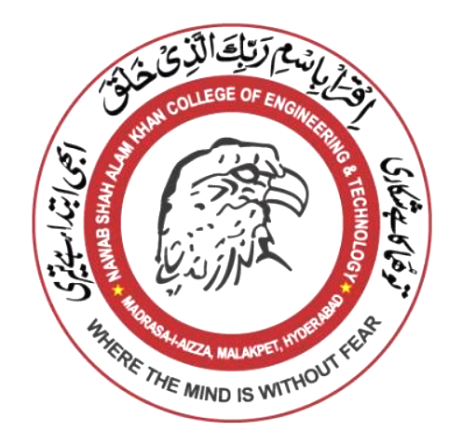 اقرأ باسم ربك الذی خلق
NAWAB SHAH ALAM KHAN COLLEGE OF ENGINEERING & TECHNOLOGY
MADRASA-I-AIZZA, MALAKPET, HYDERABAD
WHERE THE MIND IS WITHOUT FEAR